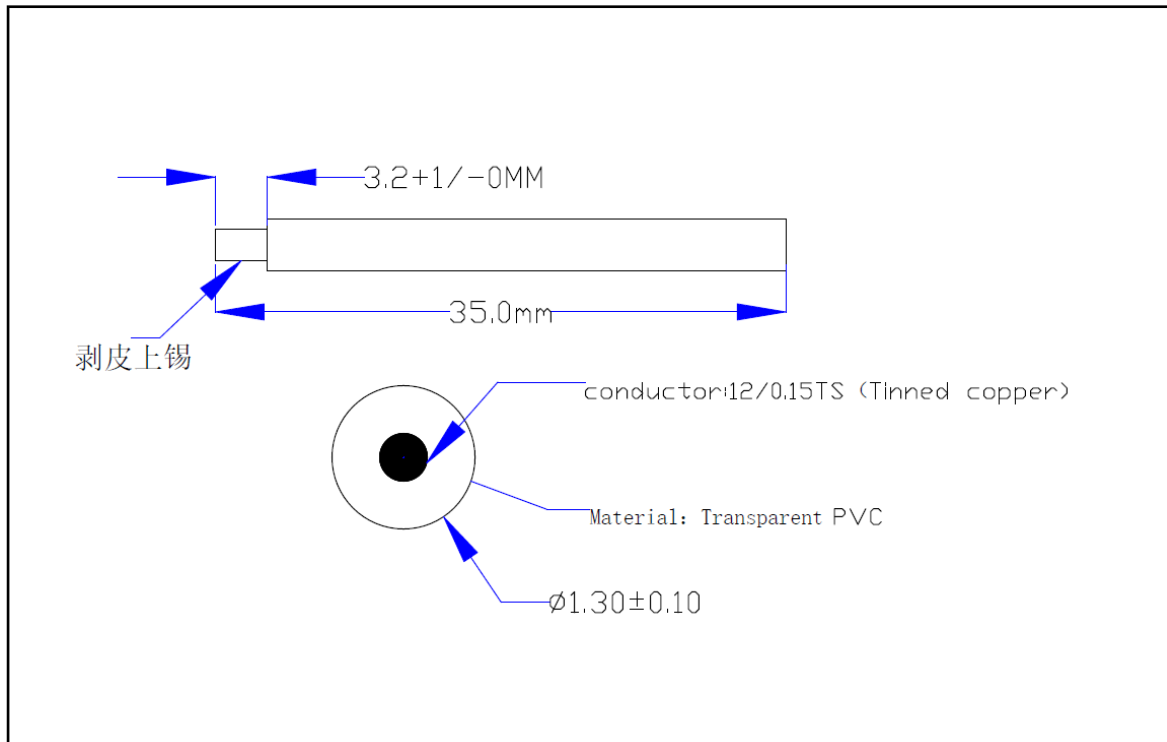 3.2+1/-0MM
35.0mm
剥皮上锡
conductor:12/0.15TS (Tinned copper)
Material: Transparent PVC
Ø1.30±0.10